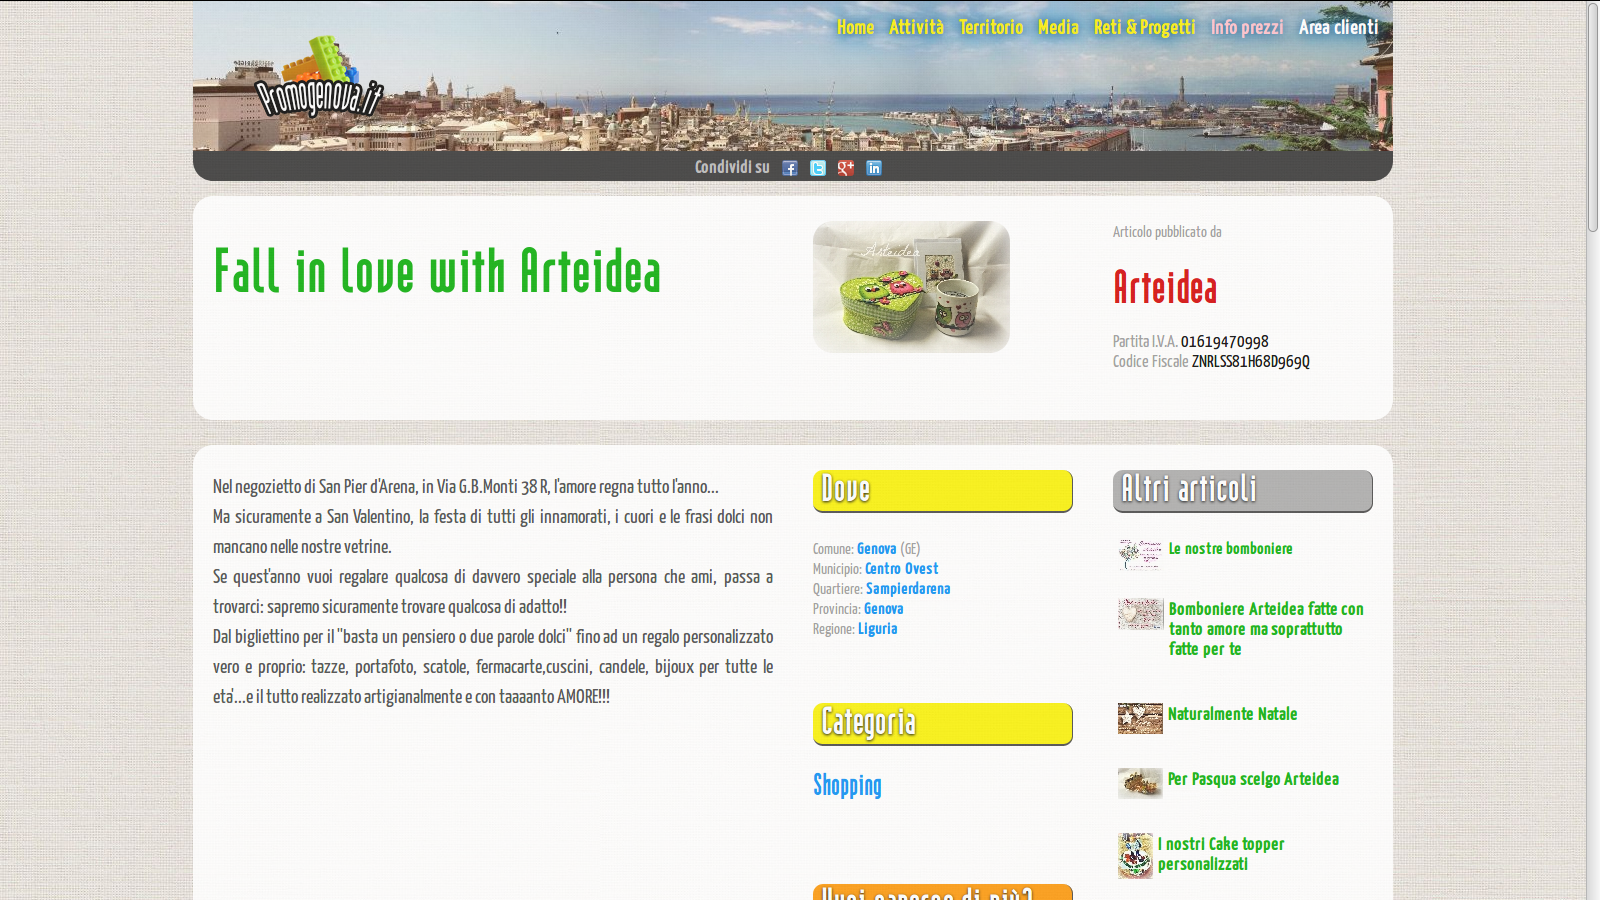 Home Attività Territorio Media Reti & Progetti Info prezzi Area clienti
Promogenova.it
Condividi su
Fall in love with Arteidea
Arteidea
Articolo pubblicato da
Arteidea
Partita I.V.A. 01619470998
Codice Fiscale ZNRLSS81H68D969Q
Nel negozietto di San Pier d'Arena, in Via G.B.Monti 38 R, l'amore regna tutto l'anno...
Ma sicuramente a San Valentino, la festa di tutti gli innamorati, i cuori e le frasi dolci non
mancano nelle nostre vetrine.
Se quest'anno vuoi regalare qualcosa di davvero speciale alla persona che ami, passa a
trovarci: sapremo sicuramente trovare qualcosa di adatto!!
Dal bigliettino per il "basta un pensiero o due parole dolci" fino ad un regalo personalizzato
vero e proprio: tazze, portafoto, scatole, fermacarte,cuscini, candele, bijoux per tutte le
eta'...e il tutto realizzato artigianalmente e con taaaanto AMORE!!!
Dove
Comune: Genova (GE)
Municipio: Centro Ovest
Quartiere: Sampierdarena
Provincia: Genova
Regione: Liguria
Categoria
Shopping
Vuoi saperne di più?
Altri articoli
Le nostre bomboniere
Bomboniere Arteidea fatte con
tanto amore ma soprattutto
fatte per te
Naturalmente Natale
Per Pasqua scelgo Arteidea
I nostri Cake topper
personalizzati